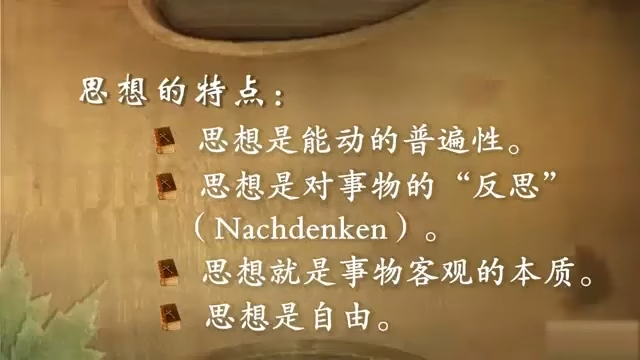 思想的特点：
思想是能动的普遍性。
思想是对事物的“反思”
（Nachdenken）。
思想就是事物客观的本质。
思想是自由。